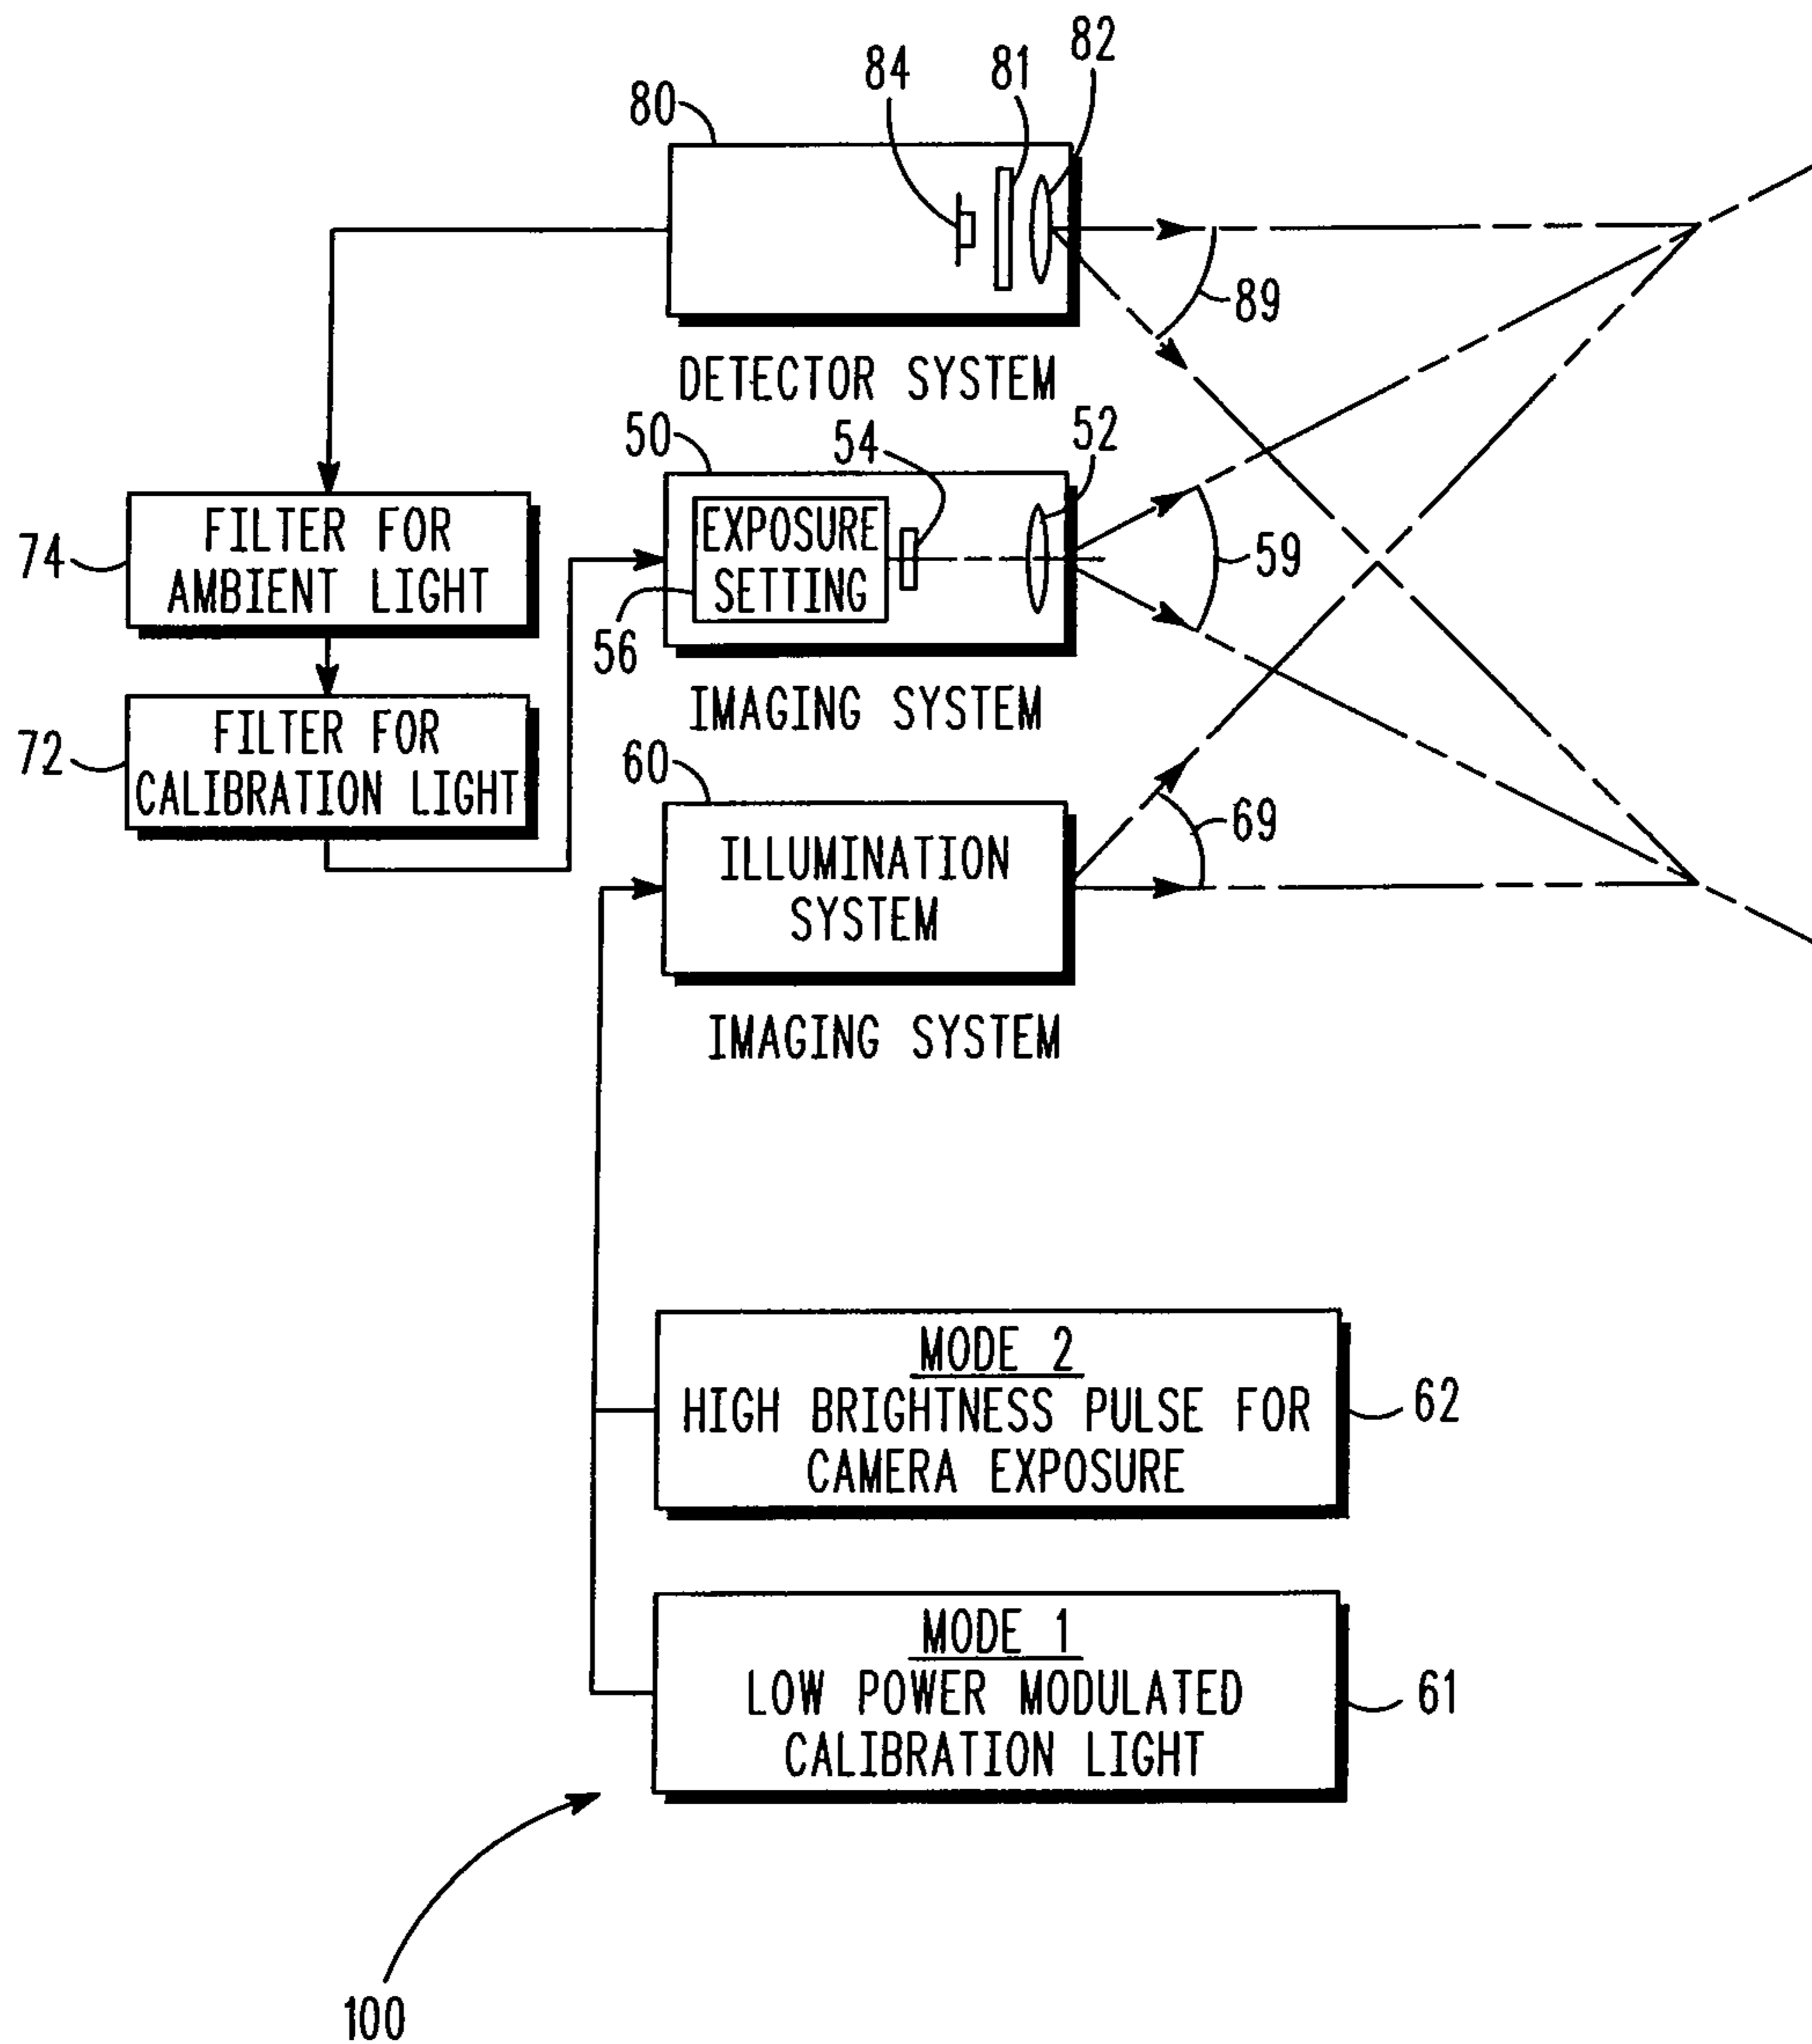 82
84
81
80
89
DETECTOR SYSTEM
50
54
52
EXPOSURE
SETTING
59
56
IMAGING SYSTEM
74
FILTER FOR
AMBIENT LIGHT
72
FILTER FOR
CALIBRATION LIGHT
60
69
ILLUMINATION
SYSTEM
IMAGING SYSTEM
MODE 2
HIGH BRIGHTNESS PULSE FOR
CAMERA EXPOSURE
62
MODE 1
LOW POWER MODULATED
CALIBRATION LIGHT
61
100